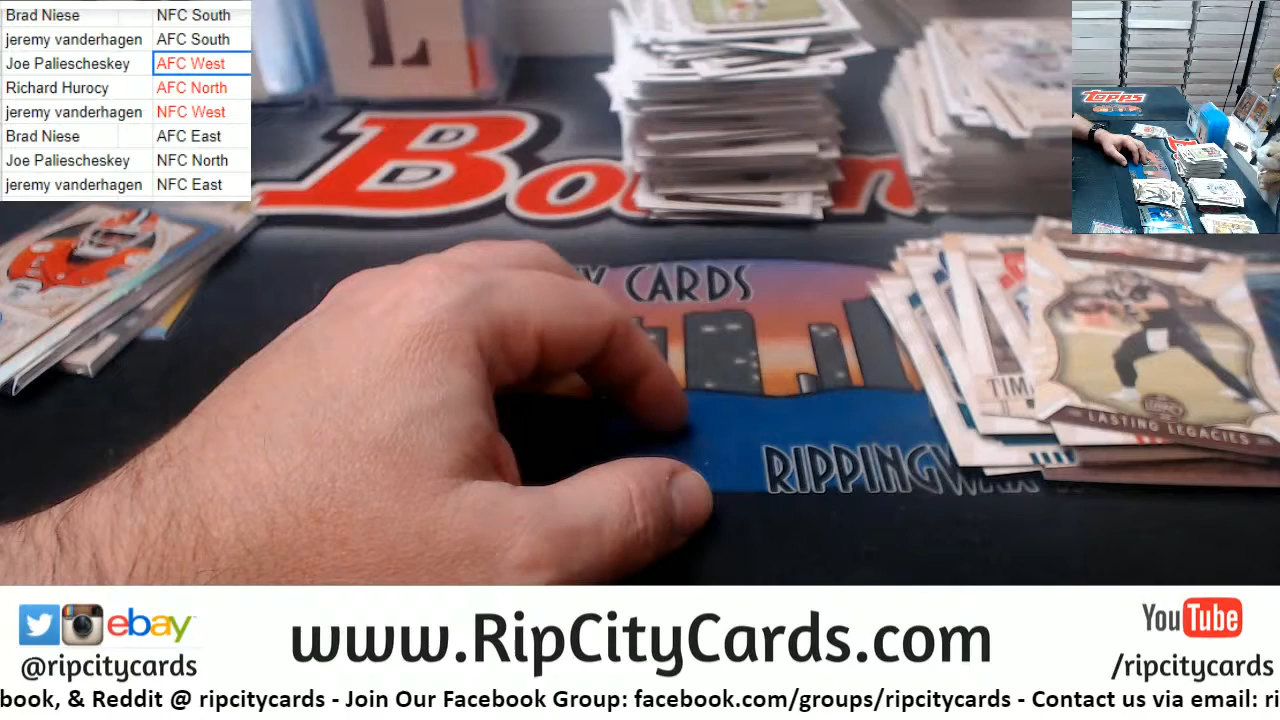 Brad Niese NFC South
jeremy vanderhagen AFC South
Joe Paliescheskey AFC West
Richard Hurocy AFC North
jeremy vanderhagen NFC West
Brad Niese AFC East
Joe Paliescheskey NFC North
jeremy vanderhagen NFC East
L
Topps
Bo
CARDS
RIPPING
TIM
LASTING LEGACIES
ebay
@ripcitycards
www.RipCityCards.com
YouTube
/ripcitycards
book, & Reddit @ ripcitycards - Join Our Facebook Group: facebook.com/groups/ripcitycards - Contact us via email: ri